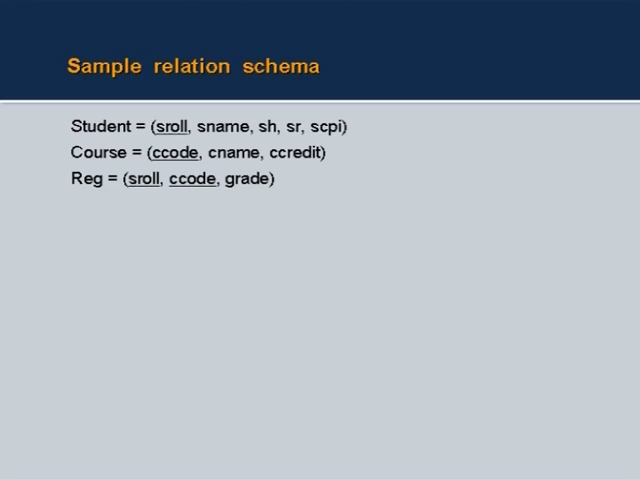 Sample relation schema
Student = (sroll, sname, sh, sr, scpi)
Course = (ccode, cname, ccredit)
Reg = (sroll, ccode, grade)